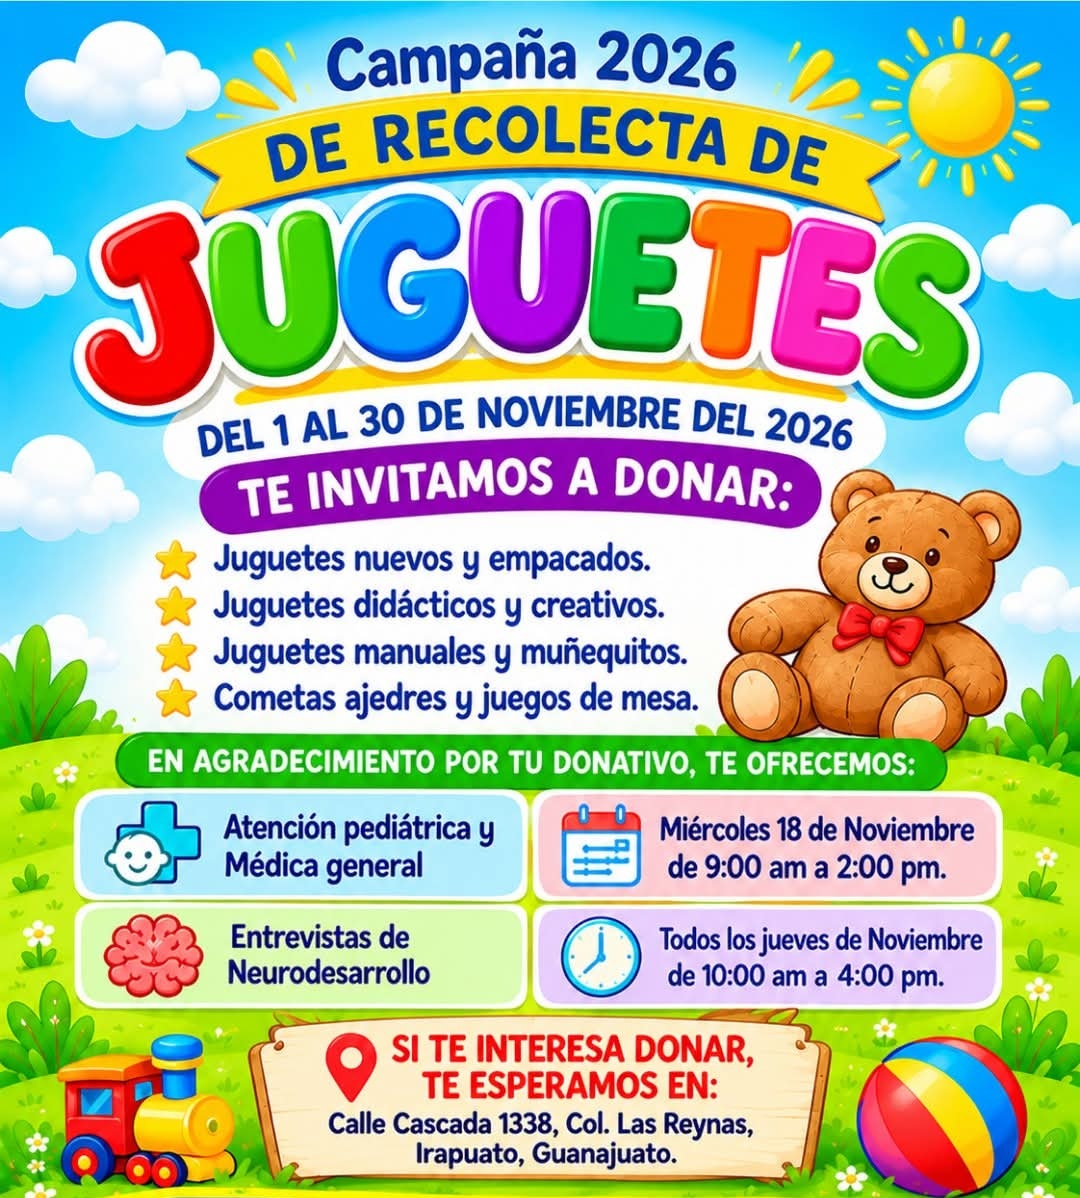 Campaña 2026
DE RECOLECTA DE
JUGUETES
DEL 1 AL 30 DE NOVIEMBRE DEL 2026
TE INVITAMOS A DONAR:
Juguetes nuevos y empacados.
Juguetes didácticos y creativos.
Juguetes manuales y muñequitos.
Cometas ajedres y juegos de mesa.
EN AGRADECIMIENTO POR TU DONATIVO, TE OFRECEMOS:
Atención pediátrica y
Médica general
Miércoles 18 de Noviembre
de 9:00 am a 2:00 pm.
Entrevistas de
Neurodesarrollo
Todos los jueves de Noviembre
de 10:00 am a 4:00 pm.
SI TE INTERESA DONAR,
TE ESPERAMOS EN:
Calle Cascada 1338, Col. Las Reynas,
Irapuato, Guanajuato.